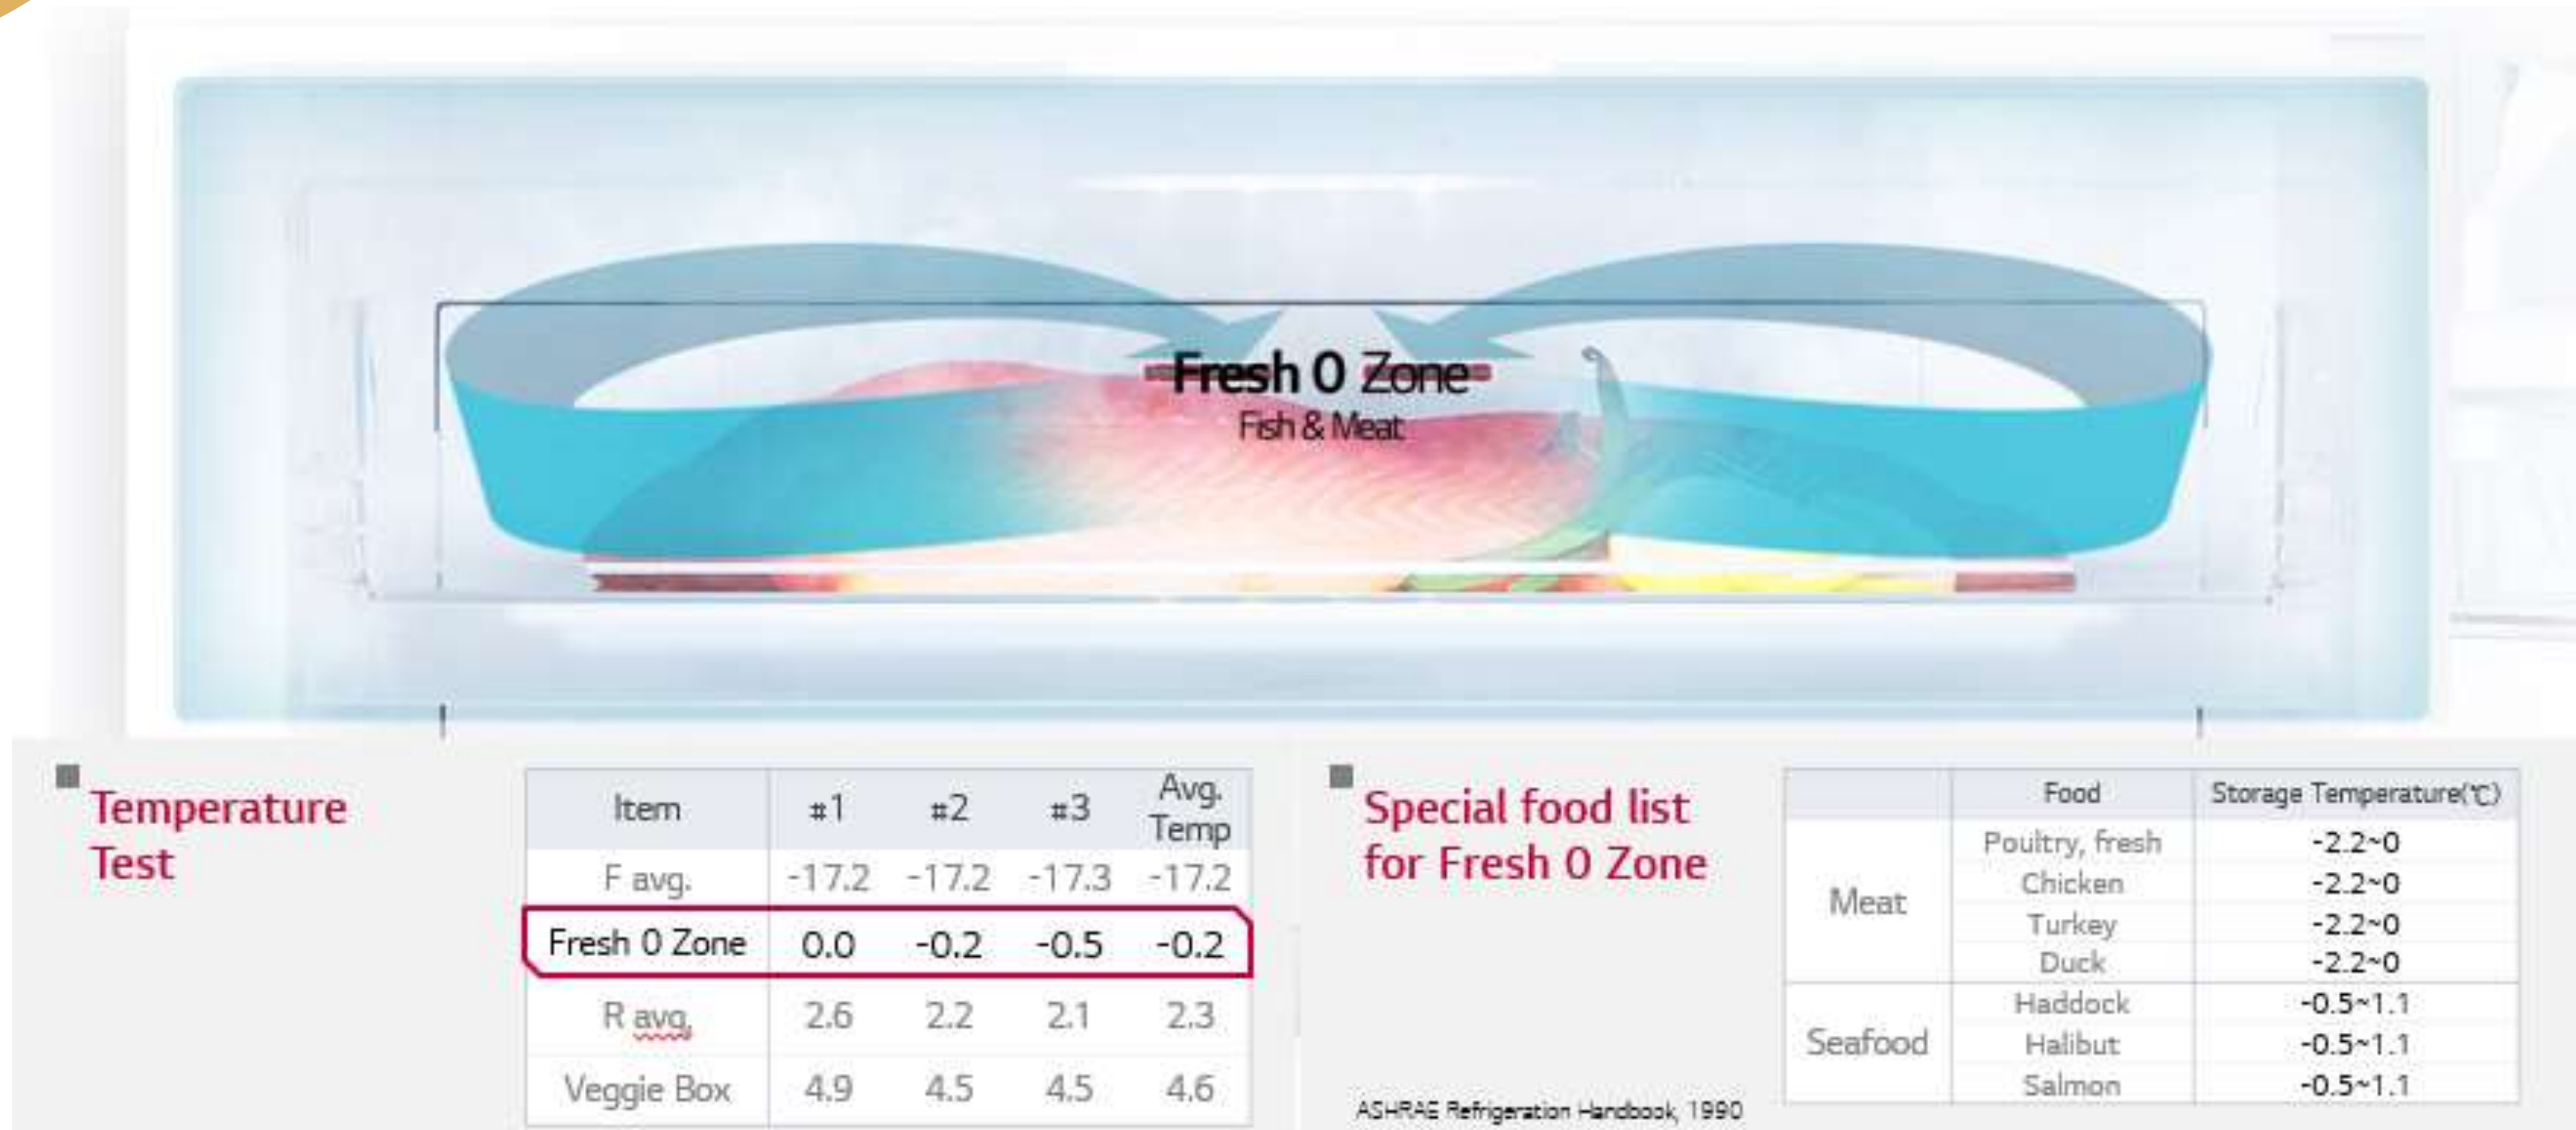 Fresh 0 Zone
Fish & Meat
Temperature
Test
Item #1 #2 #3 Avg. Temp
F avg. -17.2 -17.2 -17.3 -17.2
Fresh 0 Zone 0.0 -0.2 -0.5 -0.2
R avg. 2.6 2.2 2.1 2.3
Veggie Box 4.9 4.5 4.5 4.6
Special food list
for Fresh 0 Zone
ASHRAE Refrigeration Handbook, 1990
Food Storage Temperature(℃)
Meat
Poultry, fresh -2.2~0
Chicken -2.2~0
Turkey -2.2~0
Duck -2.2~0
Seafood
Haddock -0.5~1.1
Halibut -0.5~1.1
Salmon -0.5~1.1